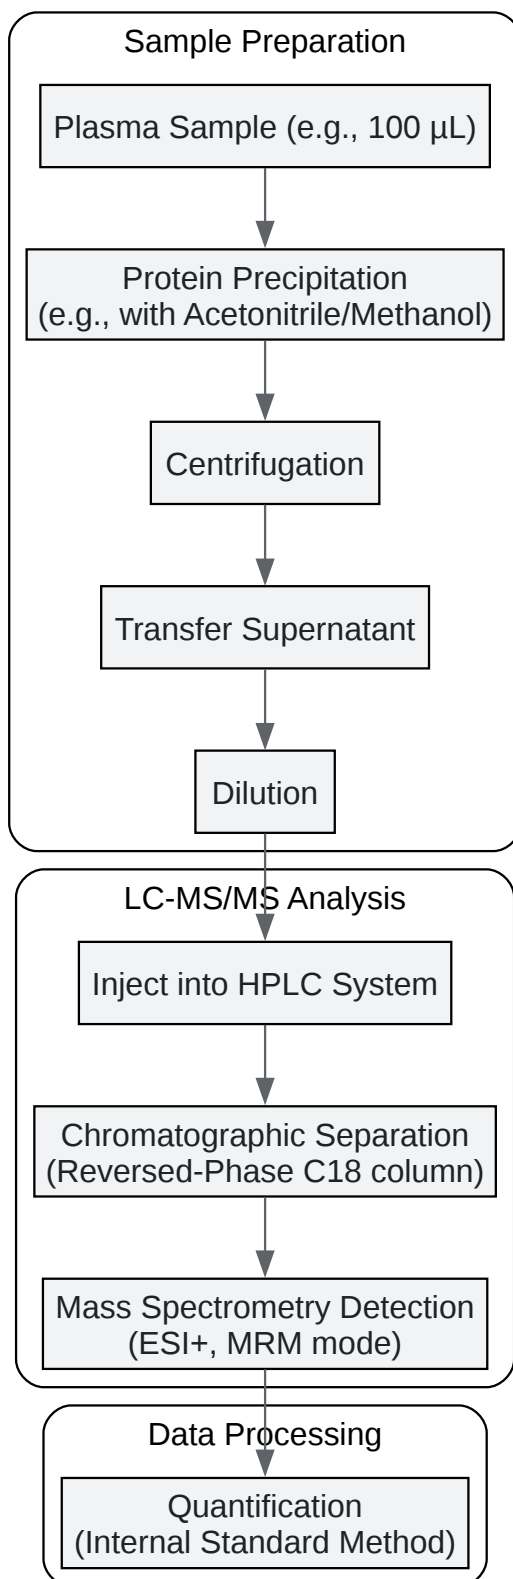 Sample Preparation
Plasma Sample (e.g., 100 µL)
Protein Precipitation
(e.g., with Acetonitrile/Methanol)
Centrifugation
Transfer Supernatant
Dilution
LC-MS/MS Analysis
Inject into HPLC System
Chromatographic Separation
(Reversed-Phase C18 column)
Mass Spectrometry Detection
(ESI+, MRM mode)
Data Processing
Quantification
(Internal Standard Method)